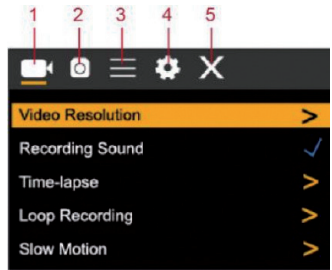 1 2 3 4 5
Video Resolution >
Recording Sound
Time-lapse >
Loop Recording >
Slow Motion >